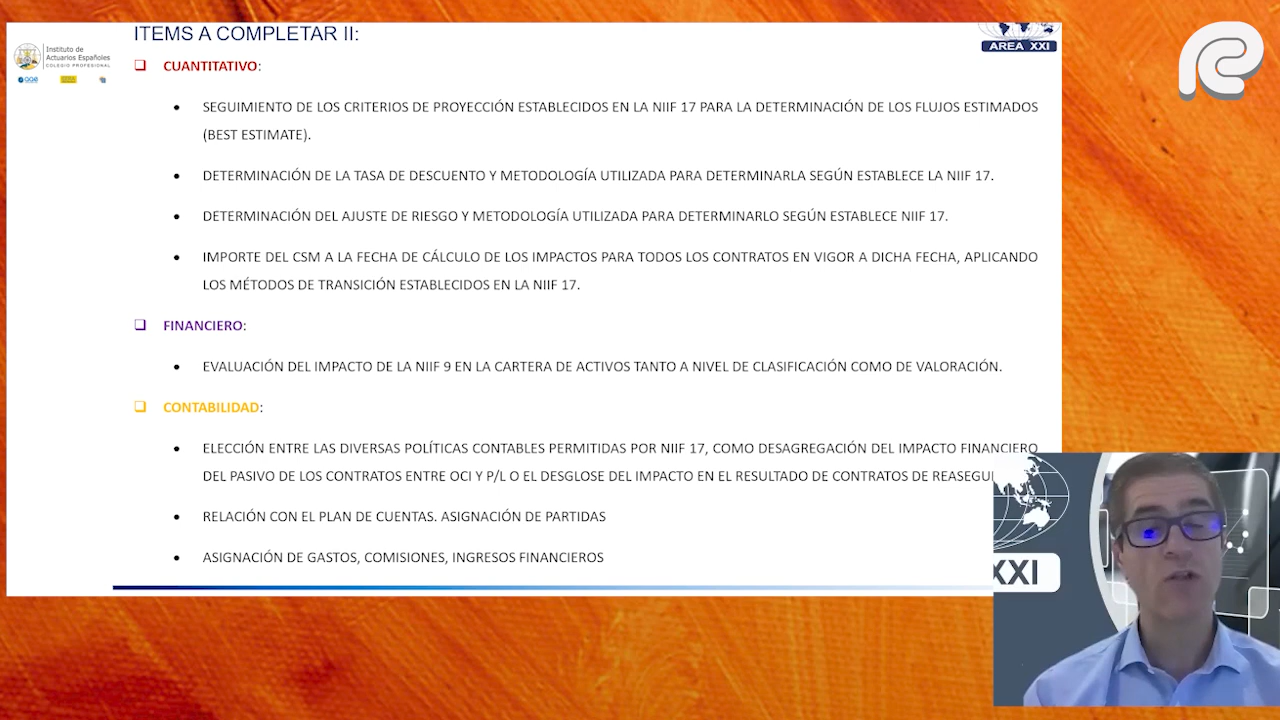 ITEMS A COMPLETAR II:
Instituto de
Actuarios Españoles
COLEGIO PROFESIONAL
AREA XXI
CUANTITATIVO:
SEGUIMIENTO DE LOS CRITERIOS DE PROYECCIÓN ESTABLECIDOS EN LA NIIF 17 PARA LA DETERMINACIÓN DE LOS FLUJOS ESTIMADOS
(BEST ESTIMATE).
DETERMINACIÓN DE LA TASA DE DESCUENTO Y METODOLOGÍA UTILIZADA PARA DETERMINARLA SEGÚN ESTABLECE LA NIIF 17.
DETERMINACIÓN DEL AJUSTE DE RIESGO Y METODOLOGÍA UTILIZADA PARA DETERMINARLO SEGÚN ESTABLECE NIIF 17.
IMPORTE DEL CSM A LA FECHA DE CÁLCULO DE LOS IMPACTOS PARA TODOS LOS CONTRATOS EN VIGOR A DICHA FECHA, APLICANDO
LOS MÉTODOS DE TRANSICIÓN ESTABLECIDOS EN LA NIIF 17.
FINANCIERO:
EVALUACIÓN DEL IMPACTO DE LA NIIF 9 EN LA CARTERA DE ACTIVOS TANTO A NIVEL DE CLASIFICACIÓN COMO DE VALORACIÓN.
CONTABILIDAD:
ELECCIÓN ENTRE LAS DIVERSAS POLÍTICAS CONTABLES PERMITIDAS POR NIIF 17, COMO DESAGREGACIÓN DEL IMPACTO FINANCIERO
DEL PASIVO DE LOS CONTRATOS ENTRE OCI Y P/L O EL DESGLOSE DEL IMPACTO EN EL RESULTADO DE CONTRATOS DE REASEGU
RELACIÓN CON EL PLAN DE CUENTAS. ASIGNACIÓN DE PARTIDAS
ASIGNACIÓN DE GASTOS, COMISIONES, INGRESOS FINANCIEROS
XXI